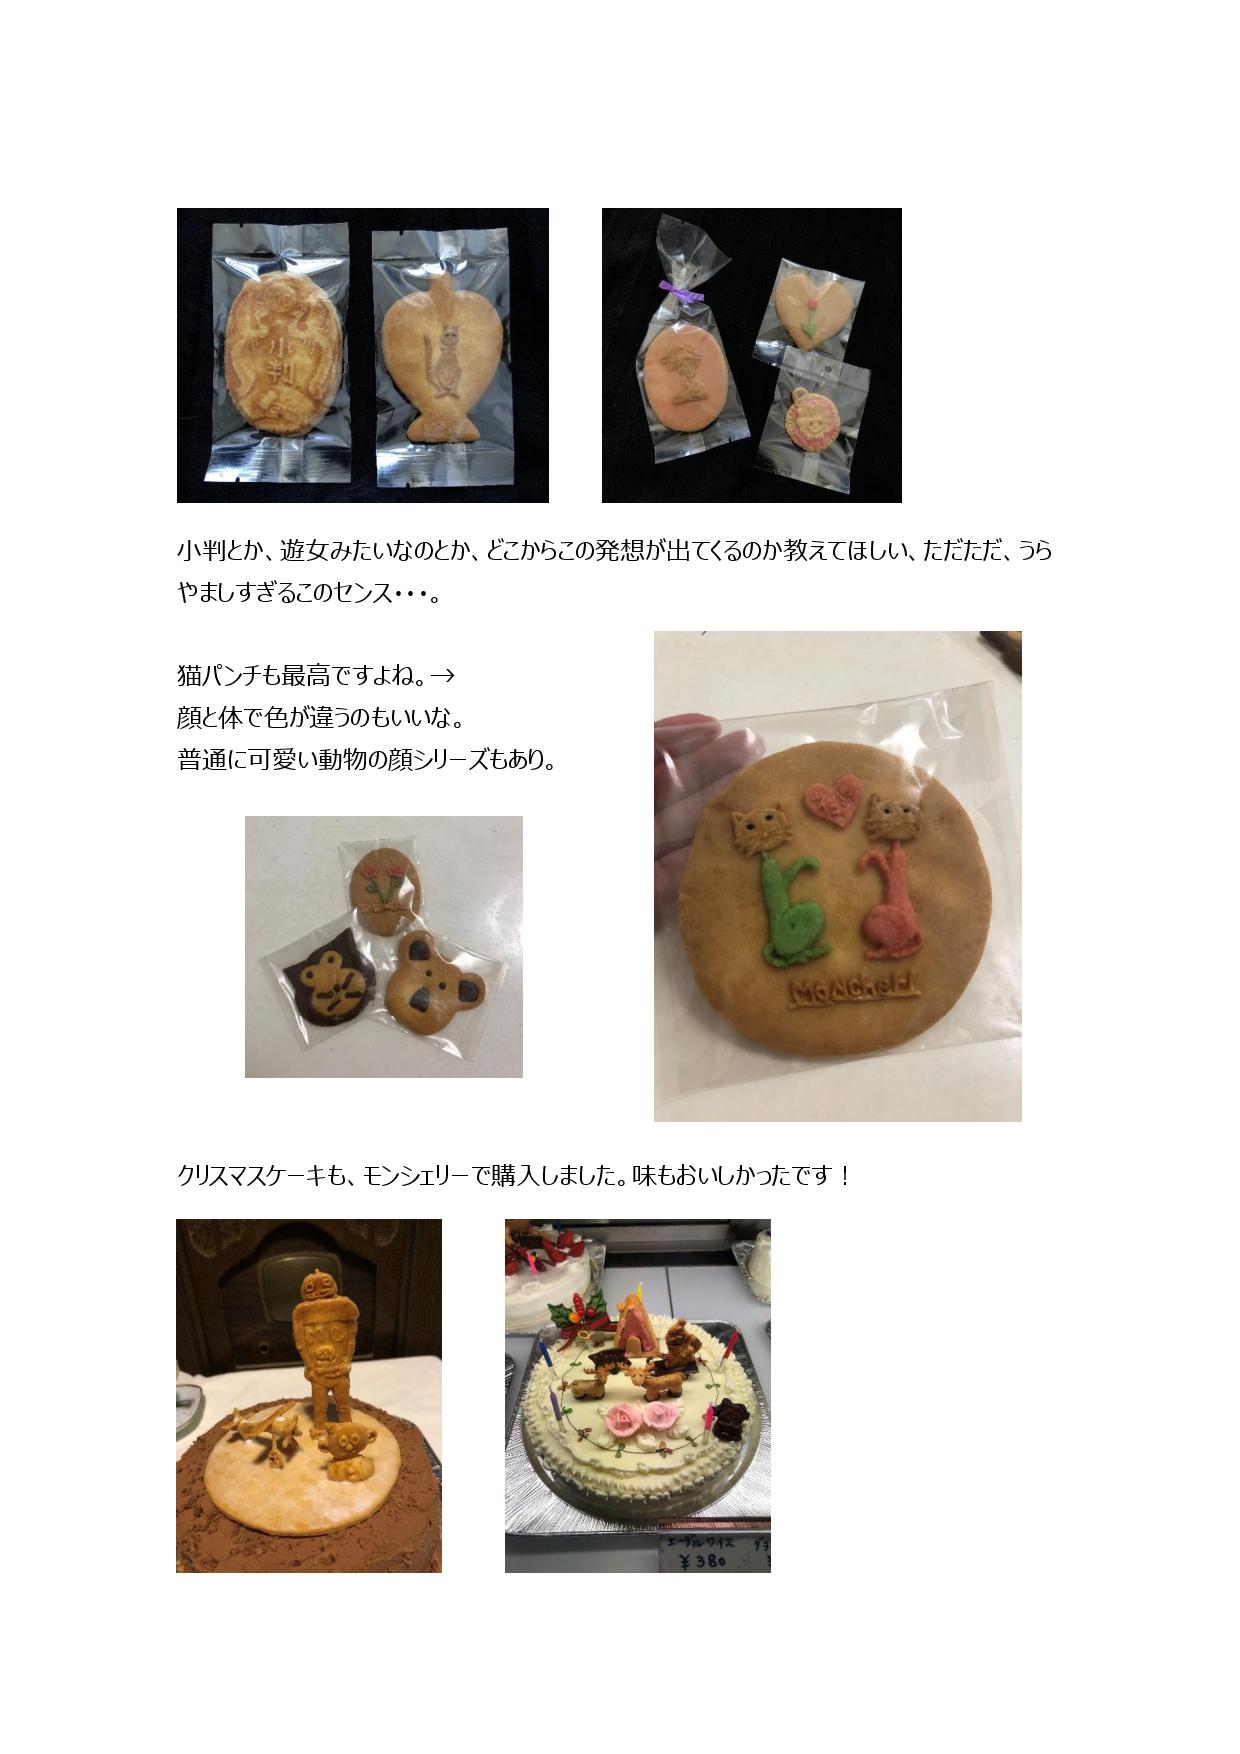 小判
小判とか、遊女みたいなのとか、どこからこの発想が出てくるのか教えてほしい、ただただ、うら
やましすぎるこのセンス・・・。
猫パンチも最高ですよね。→
顔と体で色が違うのもいいな。
普通に可愛い動物の顔シリーズもあり。
MonCheri
クリスマスケーキも、モンシェリーで購入しました。味もおいしかったです！
MC
エーデルワイス
¥380